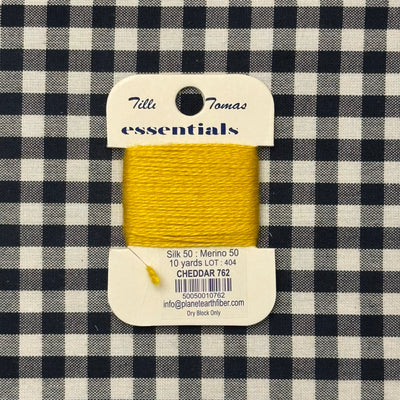 Tilli Tomas
essentials
Silk 50 : Merino 50
10 yards LOT : 404
CHEDDAR 762
50050010762
info@planetearthfiber.com
Dry Block Only